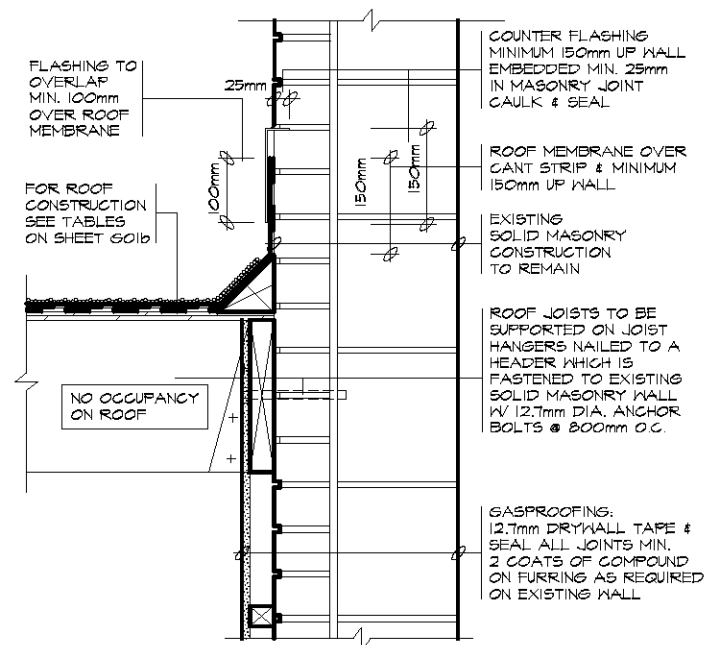 FLASHING TO
OVERLAP
MIN. 100mm
OVER ROOF
MEMBRANE
FOR ROOF
CONSTRUCTION
SEE TABLES
ON SHEET G01b
NO OCCUPANCY
ON ROOF
25mm
100mm
150mm
150mm
COUNTER FLASHING
MINIMUM 150mm UP WALL
EMBEDDED MIN. 25mm
IN MASONRY JOINT
CAULK & SEAL
ROOF MEMBRANE OVER
CANT STRIP & MINIMUM
150mm UP WALL
EXISTING
SOLID MASONRY
CONSTRUCTION
TO REMAIN
ROOF JOISTS TO BE
SUPPORTED ON JOIST
HANGERS NAILED TO A
HEADER WHICH IS
FASTENED TO EXISTING
SOLID MASONRY WALL
W/ 12.7mm DIA. ANCHOR
BOLTS @ 800mm O.C.
GASPROOFING:
12.7mm DRYWALL TAPE &
SEAL ALL JOINTS MIN.
2 COATS OF COMPOUND
ON FURRING AS REQUIRED
ON EXISTING WALL